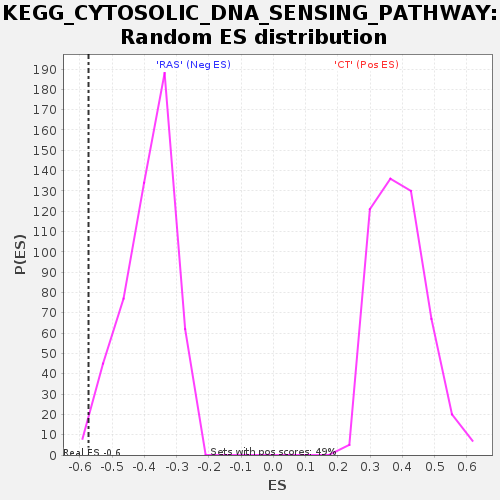 KEGG_CYTOSOLIC_DNA_SENSING_PATHWAY:
Random ES distribution
'RAS' (Neg ES)
'CT' (Pos ES)
190
180
170
160
150
140
130
120
110
100
90
80
70
60
50
40
30
20
10
0
P(ES)
Real ES -0.6
Sets with pos scores: 49%
-0.6 -0.5 -0.4 -0.3 -0.2 -0.1 0.0 0.1 0.2 0.3 0.4 0.5 0.6
ES